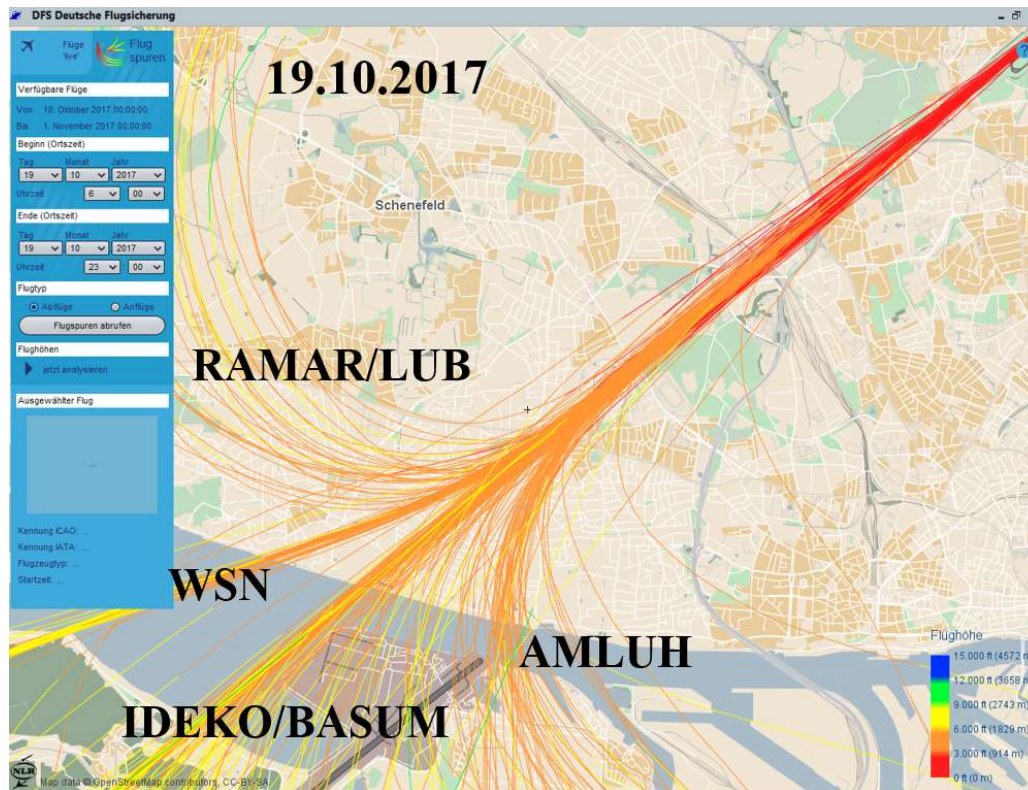 DFS Deutsche Flugsicherung
Flüge
"live"
Flug
spuren
Verfügbare Flüge
Von 18. Oktober 2017 00:00:00
Bis 1. November 2017 00:00:00
Beginn (Ortszeit)
Tag Monat Jahr
19 10 2017
Uhrzeit 6 00
Ende (Ortszeit)
Tag Monat Jahr
19 10 2017
Uhrzeit 23 : 00
Flugtyp
Abflüge Anflüge
Flugspuren abrufen
Flughöhen
jetzt analysieren
Ausgewählter Flug
...
Kennung ICAO: ...
Kennung IATA: ...
Flugzeugtyp: ...
Startzeit: ...
19.10.2017
?
Schenefeld
RAMAR/LUB
WSN
AMLUH
IDEKO/BASUM
Flughöhe
15.000 ft (4572 m
12.000 ft (3658 m
9.000 ft (2743 m)
6.000 ft (1829 m)
3.000 ft (914 m)
0 ft (0 m)
NLR
Map data © OpenStreetMap contributors, CC-BY-SA